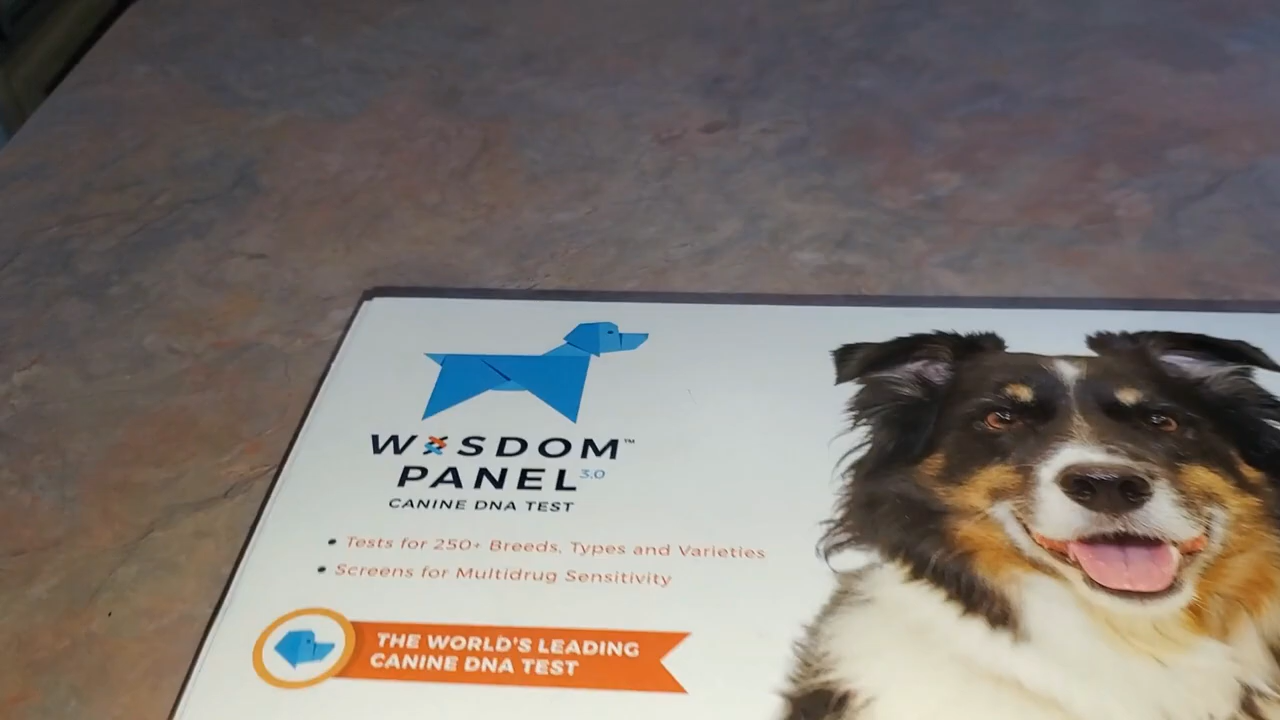 WISDOM™
PANEL 3.0
CANINE DNA TEST
• Tests for 250+ Breeds, Types and Varieties
• Screens for Multidrug Sensitivity
THE WORLD'S LEADING
CANINE DNA TEST